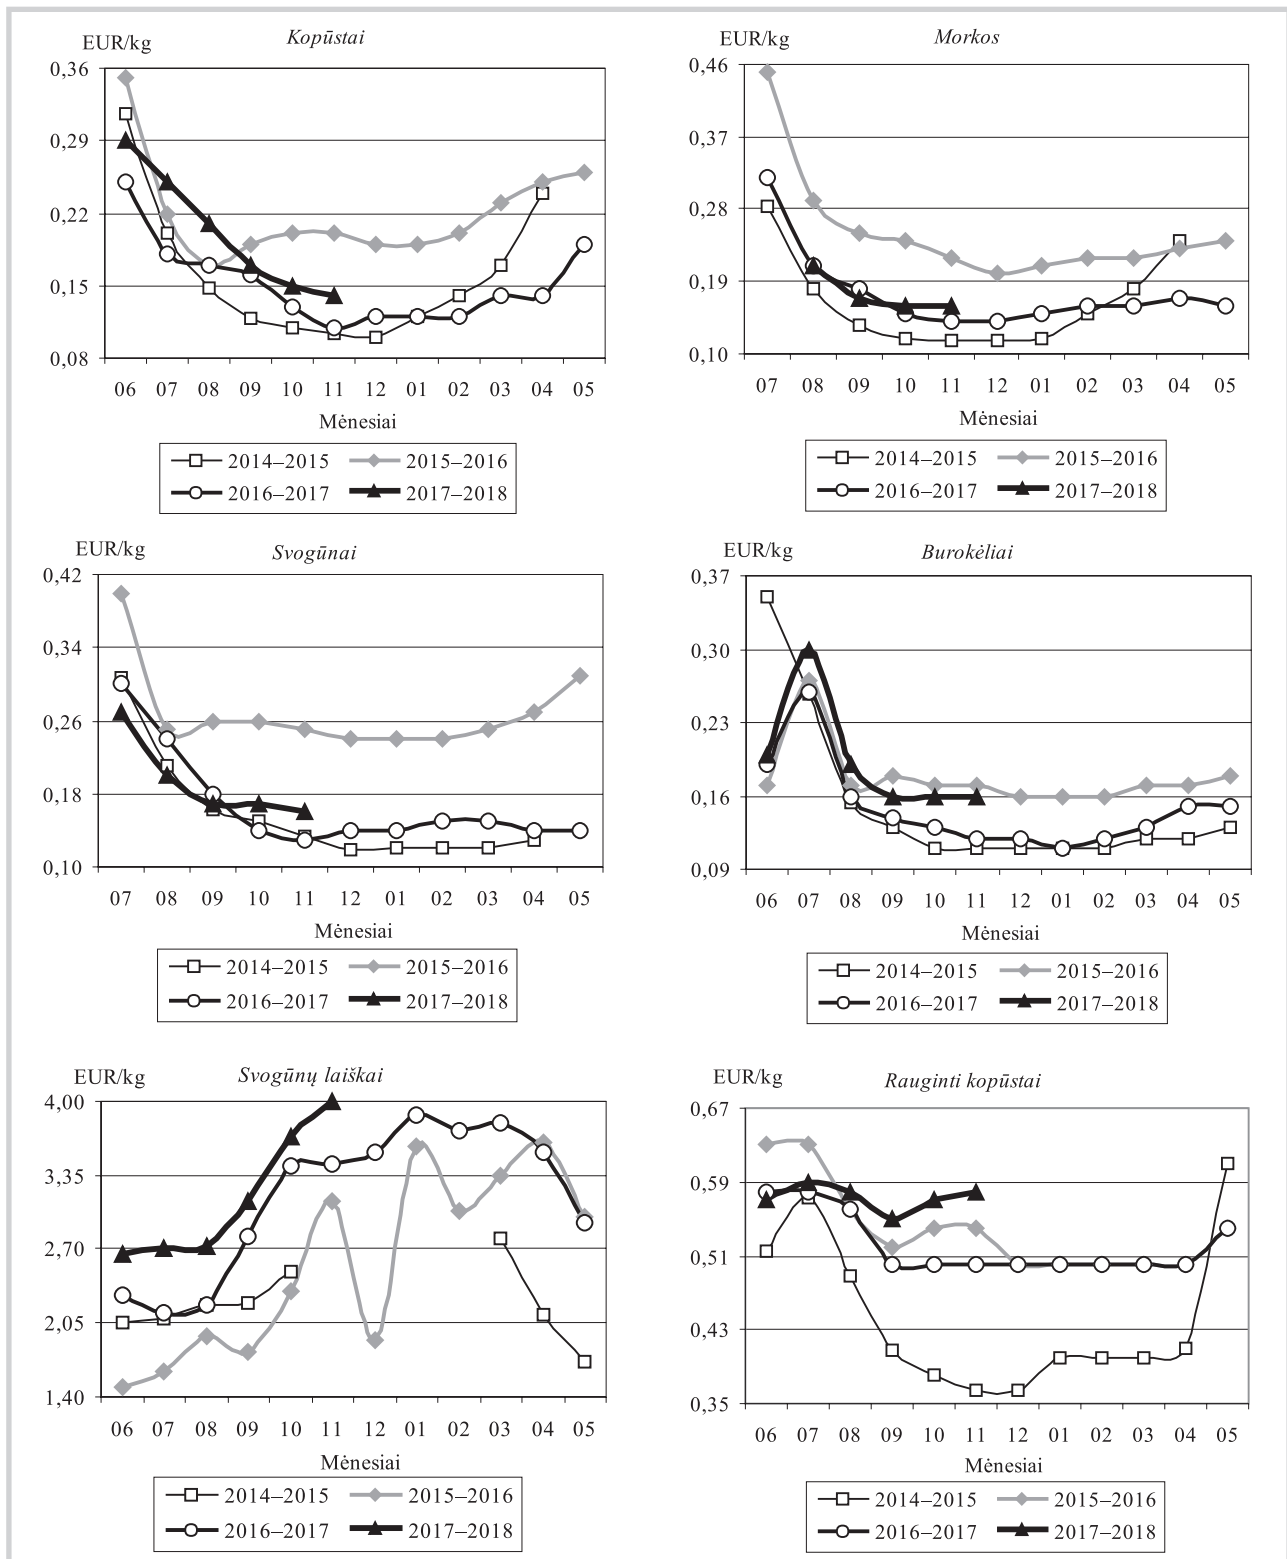 EUR/kg
Kopūstai
0,36
0,29
0,22
0,15
0,08
06 07 08 09 10 11 12 01 02 03 04 05
Mėnesiai
2014–2015 2015–2016
2016–2017 2017–2018
EUR/kg
Morkos
0,46
0,37
0,28
0,19
0,10
07 08 09 10 11 12 01 02 03 04 05
Mėnesiai
2014–2015 2015–2016
2016–2017 2017–2018
EUR/kg
Svogūnai
0,42
0,34
0,26
0,18
0,10
07 08 09 10 11 12 01 02 03 04 05
Mėnesiai
2014–2015 2015–2016
2016–2017 2017–2018
EUR/kg
Burokėliai
0,37
0,30
0,23
0,16
0,09
06 07 08 09 10 11 12 01 02 03 04 05
Mėnesiai
2014–2015 2015–2016
2016–2017 2017–2018
EUR/kg
Svogūnų laiškai
4,00
3,35
2,70
2,05
1,40
06 07 08 09 10 11 12 01 02 03 04 05
Mėnesiai
2014–2015 2015–2016
2016–2017 2017–2018
EUR/kg
Rauginti kopūstai
0,67
0,59
0,51
0,43
0,35
06 07 08 09 10 11 12 01 02 03 04 05
Mėnesiai
2014–2015 2015–2016
2016–2017 2017–2018